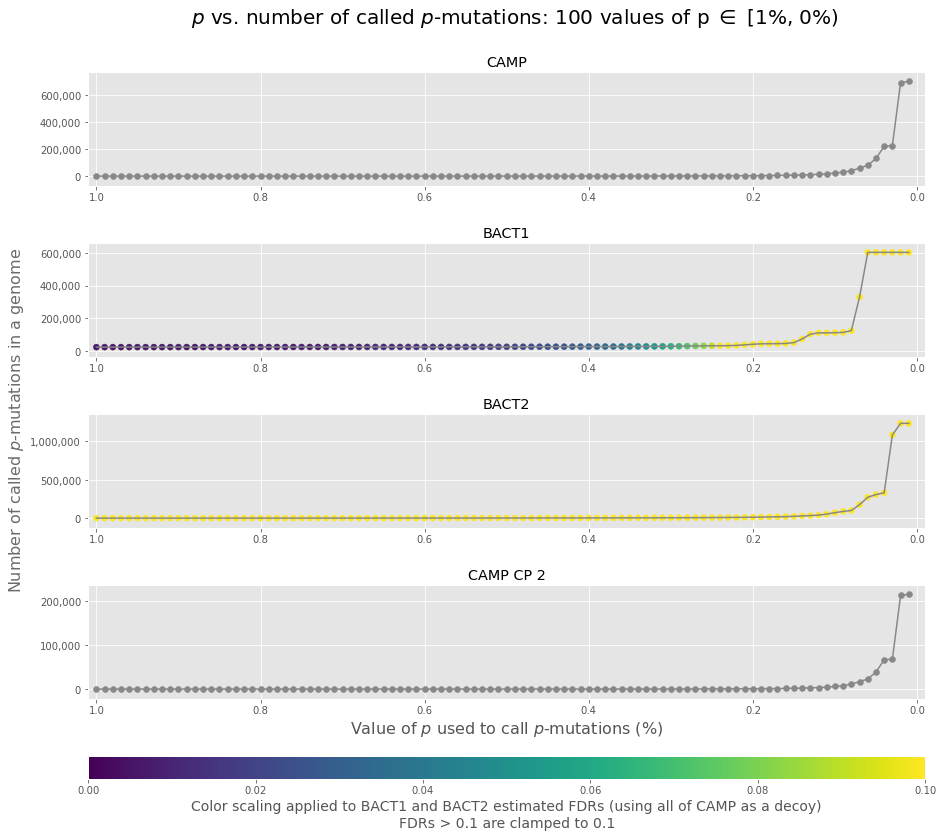 p vs. number of called p-mutations: 100 values of p ∈ [1%, 0%)
CAMP
600,000
400,000
200,000
0
1.0 0.8 0.6 0.4 0.2 0.0
BACT1
600,000
400,000
200,000
0
1.0 0.8 0.6 0.4 0.2 0.0
Number of called p-mutations in a genome
BACT2
1,000,000
500,000
0
1.0 0.8 0.6 0.4 0.2 0.0
CAMP CP 2
200,000
100,000
0
1.0 0.8 0.6 0.4 0.2 0.0
Value of p used to call p-mutations (%)
0.00 0.02 0.04 0.06 0.08 0.10
Color scaling applied to BACT1 and BACT2 estimated FDRs (using all of CAMP as a decoy)
FDRs > 0.1 are clamped to 0.1